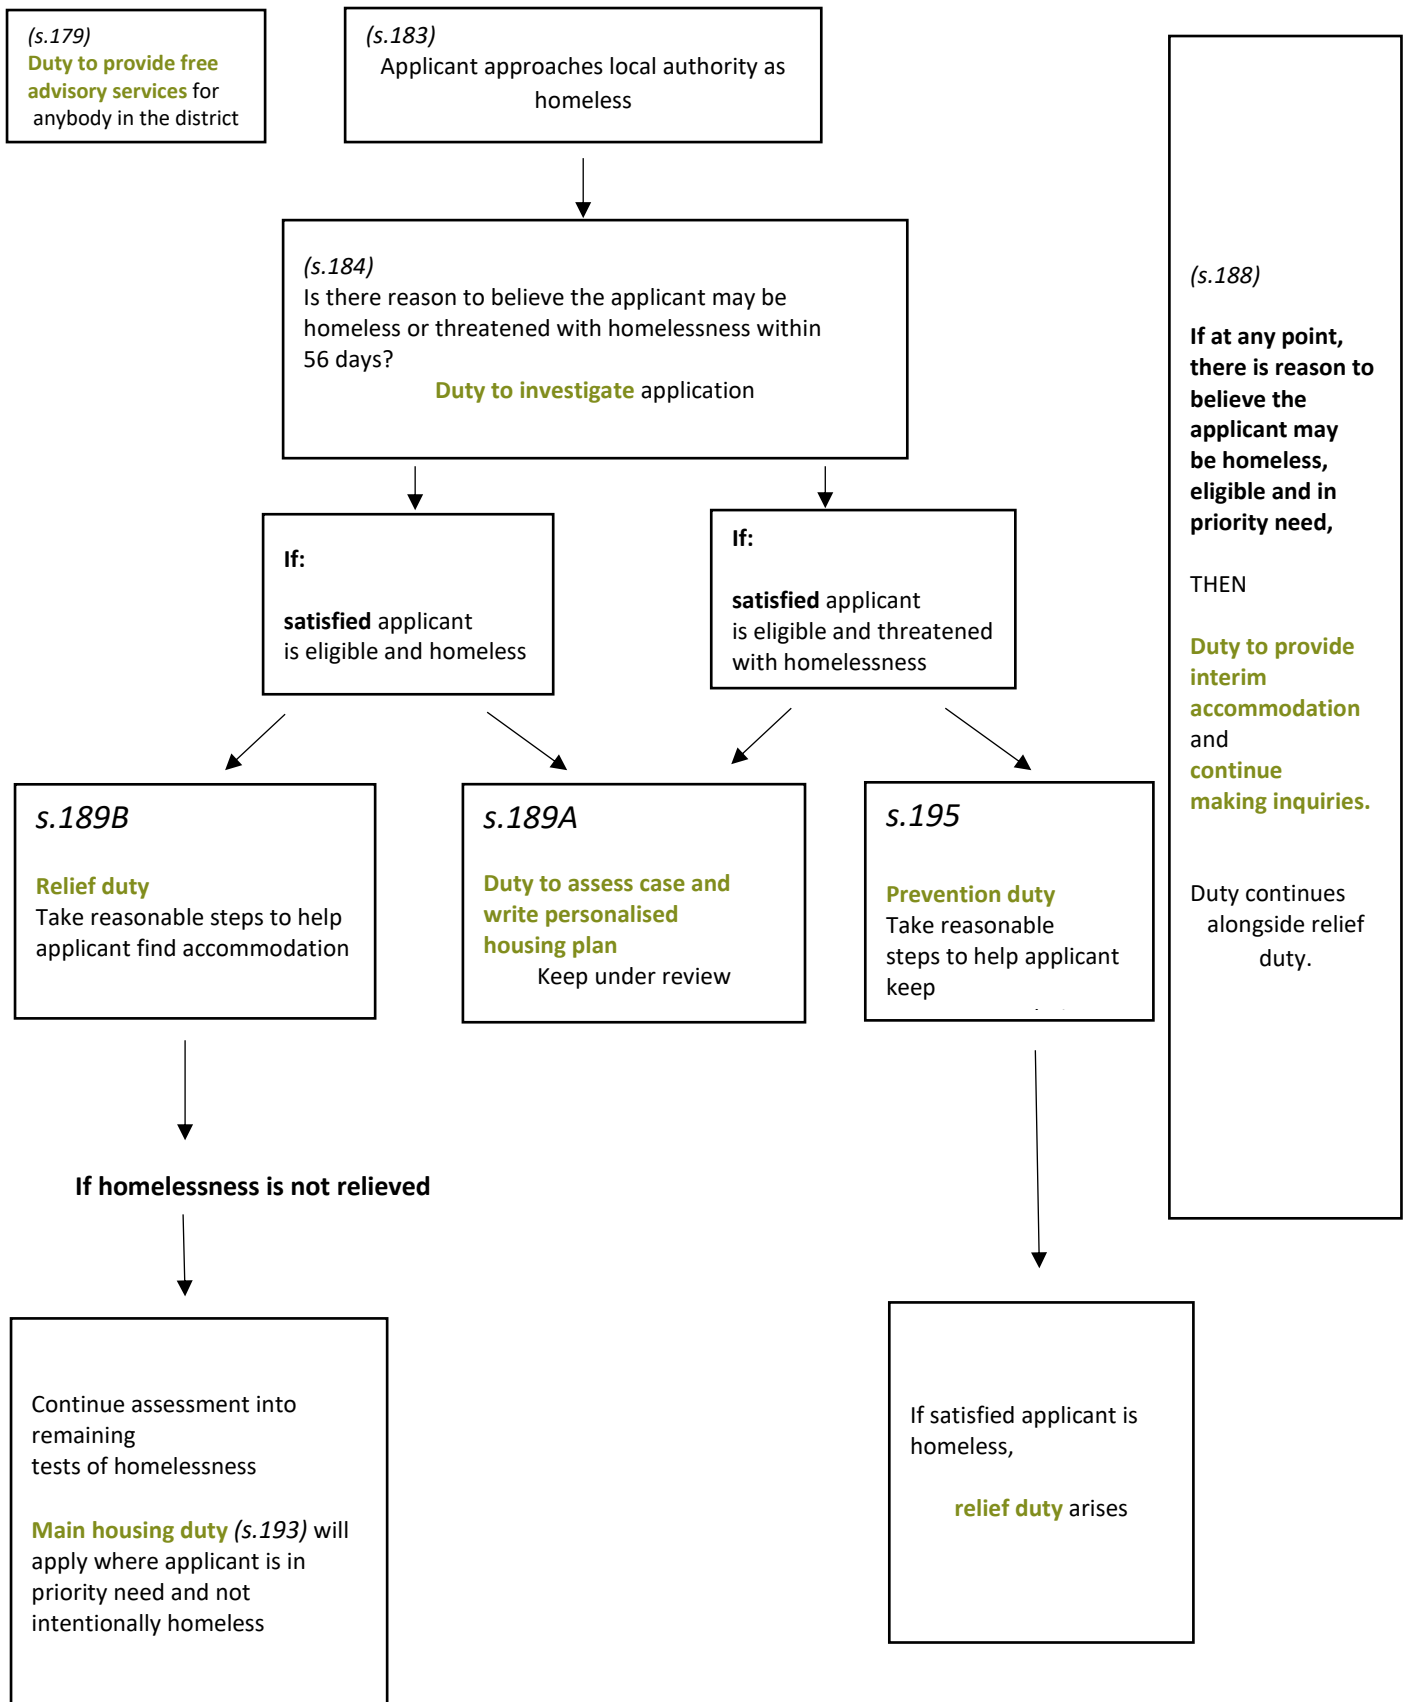 (s.179)
Duty to provide free
advisory services for
anybody in the district
(s.183)
Applicant approaches local authority as
homeless
(s.184)
Is there reason to believe the applicant may be
homeless or threatened with homelessness within
56 days?
Duty to investigate application
If:
satisfied applicant
is eligible and homeless
If:
satisfied applicant
is eligible and threatened
with homelessness
s.189B
Relief duty
Take reasonable steps to help
applicant find accommodation
s.189A
Duty to assess case and
write personalised
housing plan
Keep under review
s.195
Prevention duty
Take reasonable
steps to help applicant
keep
(s.188)
If at any point,
there is reason to
believe the
applicant may
be homeless,
eligible and in
priority need,
THEN
Duty to provide
interim
accommodation
and
continue
making inquiries.
Duty continues
alongside relief
duty.
If homelessness is not relieved
Continue assessment into
remaining
tests of homelessness
Main housing duty (s.193) will
apply where applicant is in
priority need and not
intentionally homeless
If satisfied applicant is
homeless,
relief duty arises